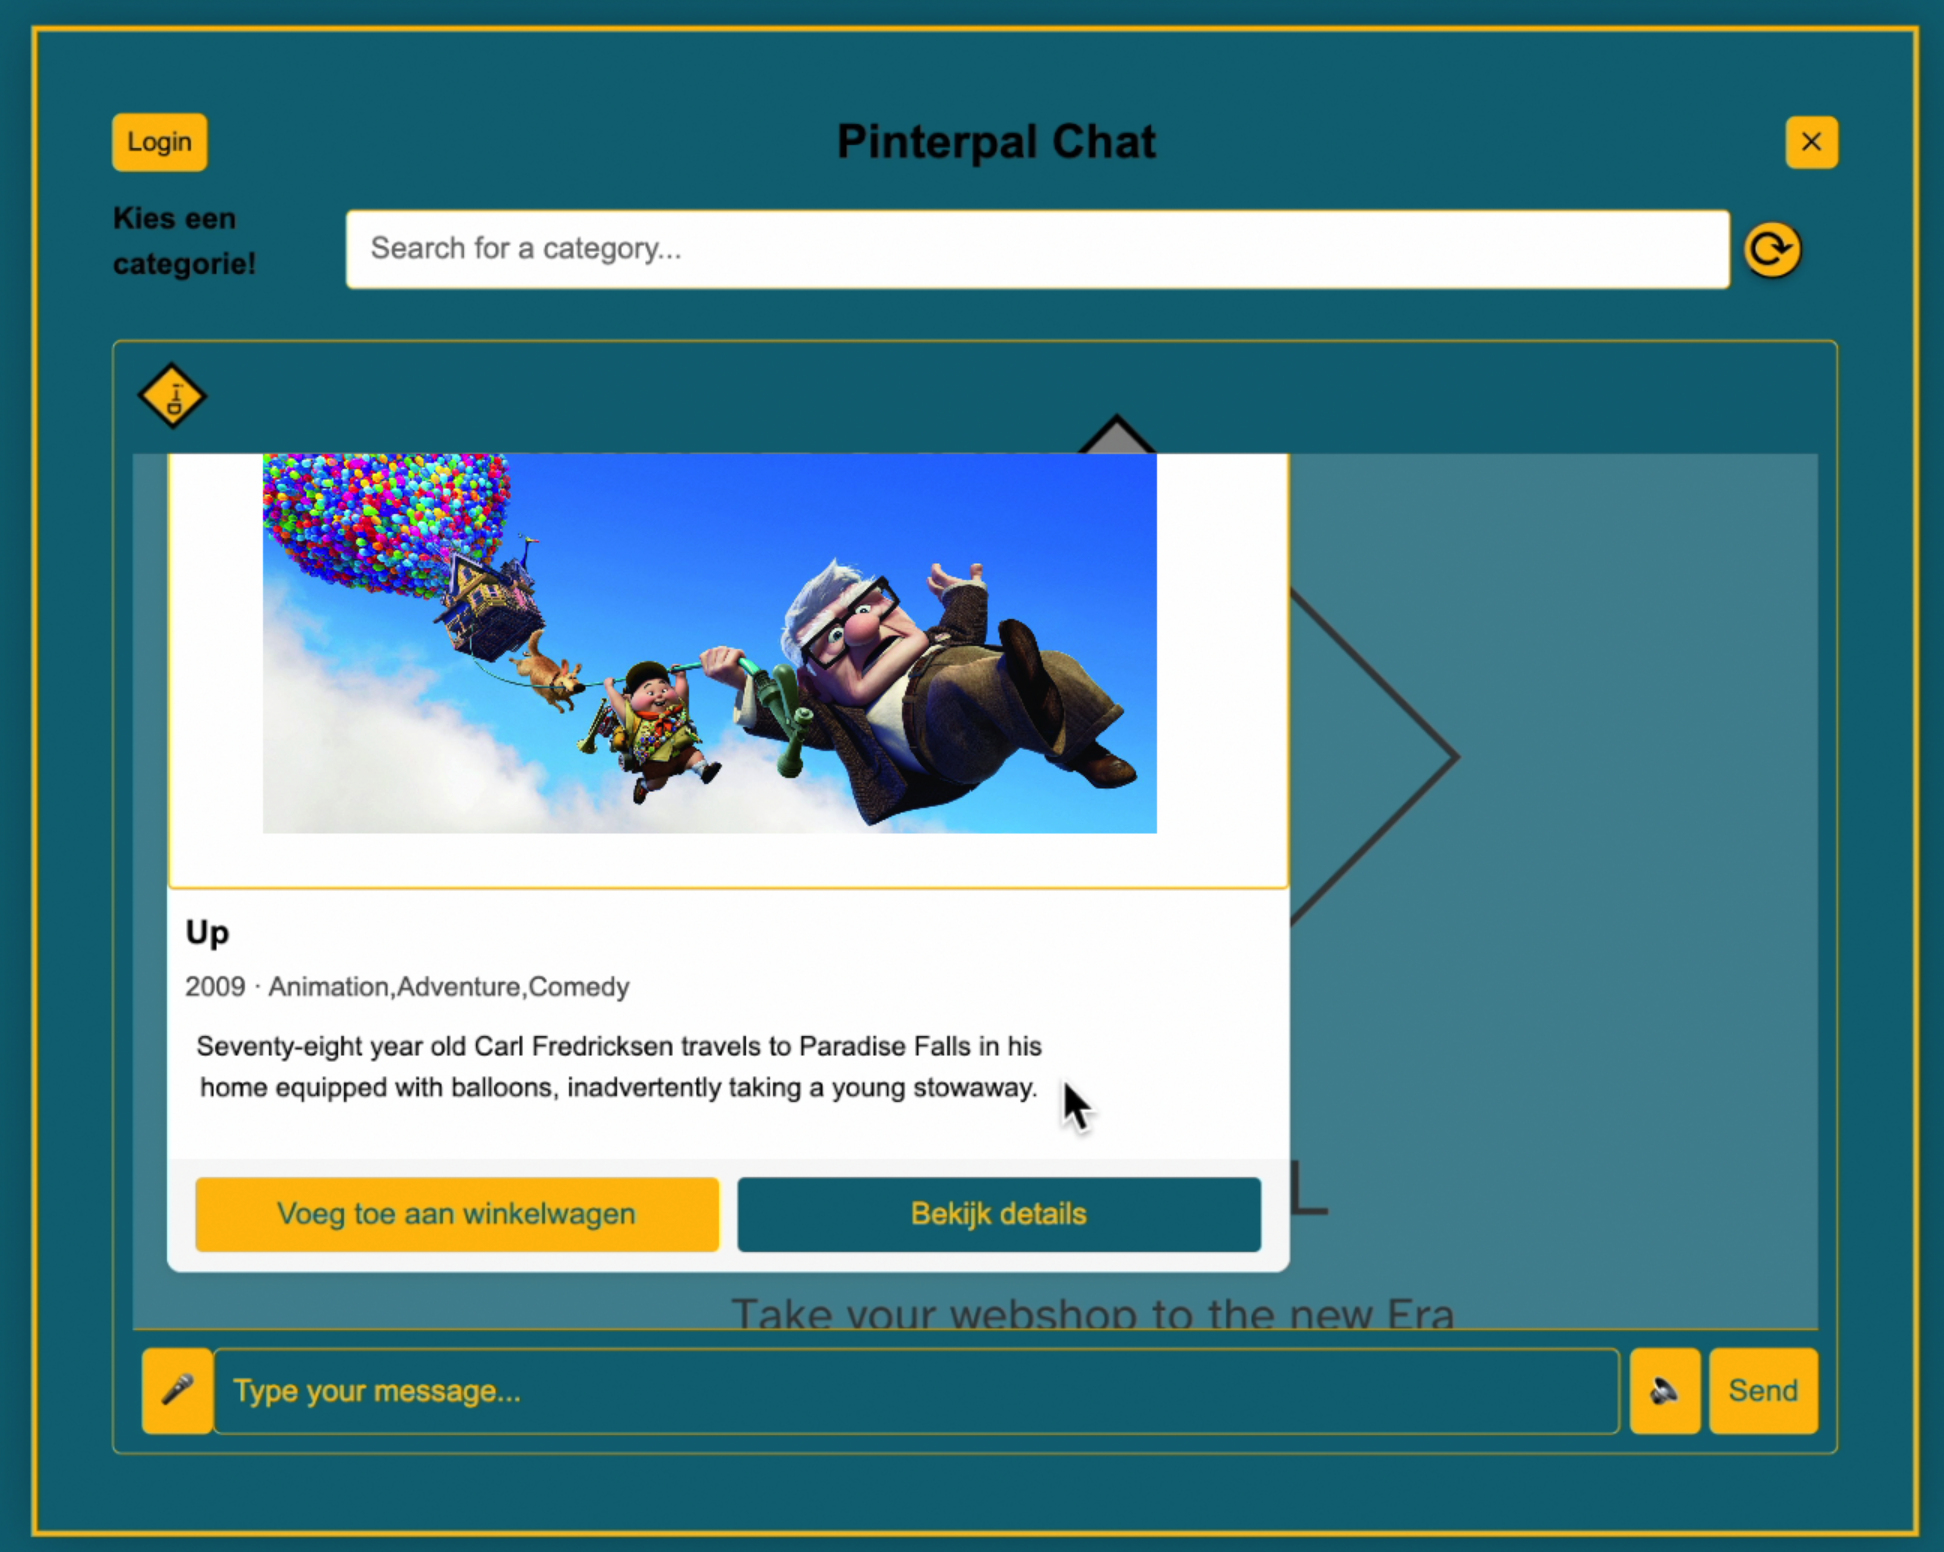 Login
Pinterpal Chat
×
Kies een
categorie!
Search for a category...
Up
2009 · Animation,Adventure,Comedy
Seventy-eight year old Carl Fredricksen travels to Paradise Falls in his
home equipped with balloons, inadvertently taking a young stowaway.
Voeg toe aan winkelwagen
Bekijk details
L
Take your webshop to the new Era
Type your message...
Send